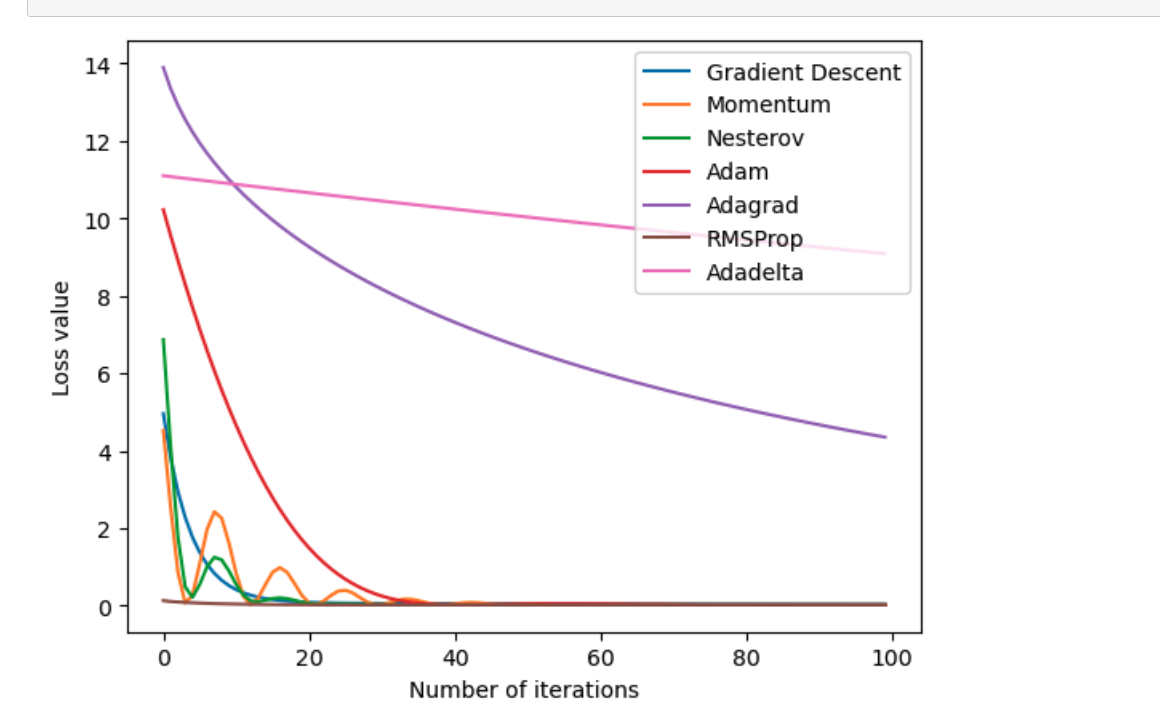 14
12
10
8
6
4
2
0
Loss value
Gradient Descent
Momentum
Nesterov
Adam
Adagrad
RMSProp
Adadelta
0 20 40 60 80 100
Number of iterations